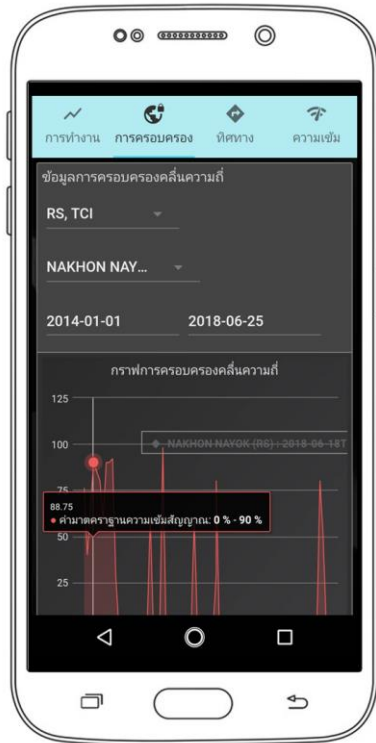 การทำงาน การครอบครอง ทิศทาง ความเข้ม
ข้อมูลการครอบครองคลื่นความถี่
RS, TCI
NAKHON NAY...
2014-01-01 2018-06-25
กราฟการครอบครองคลื่นความถี่
125
100
, NAKHON NAYOK (RS) : 2018-06-18T
75
88.75
ค่ามาตรฐานความเข้มสัญญาณ: 0 % - 90 %
50
25